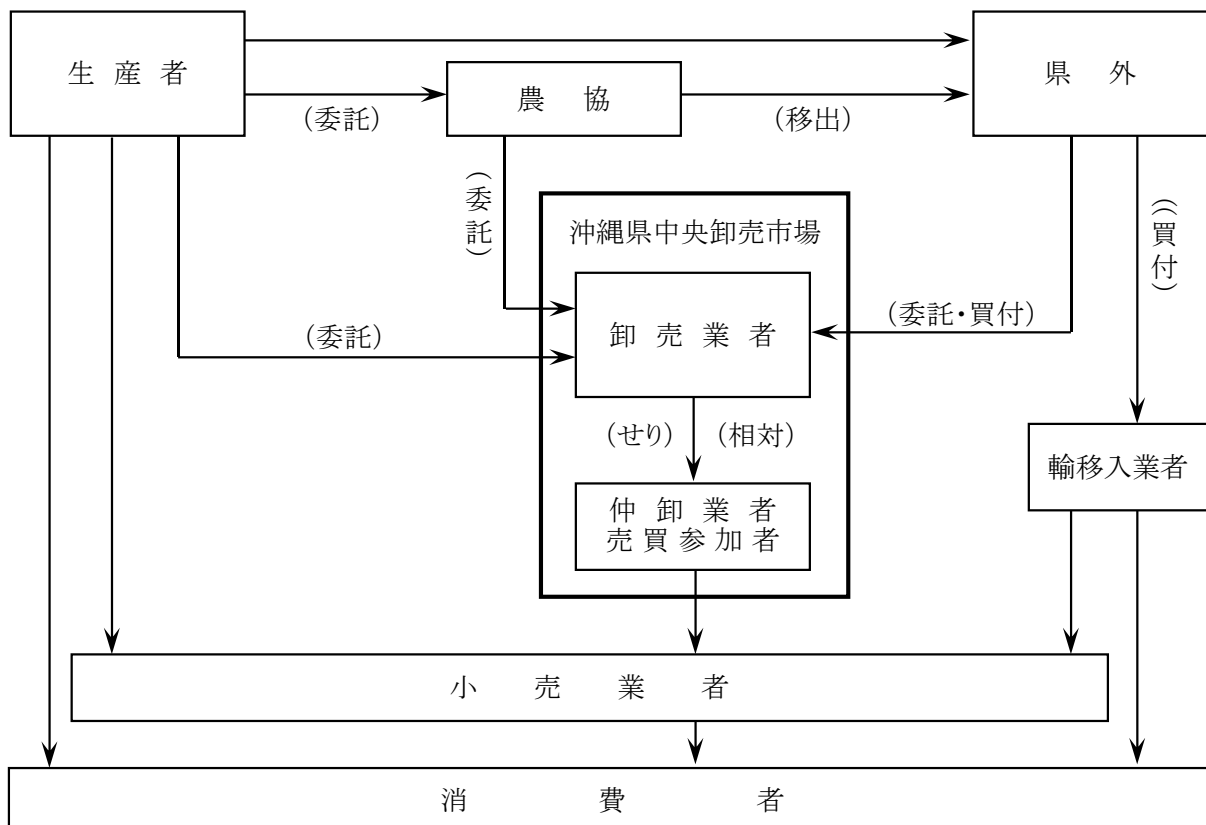 生産者
県外
農協
(委託)
(移出)
(委託)
((買付)
沖縄県中央卸売市場
卸売業者
(委託・買付)
(委託)
(せり)
(相対)
輸移入業者
仲卸業者
売買参加者
小売業者
消費者